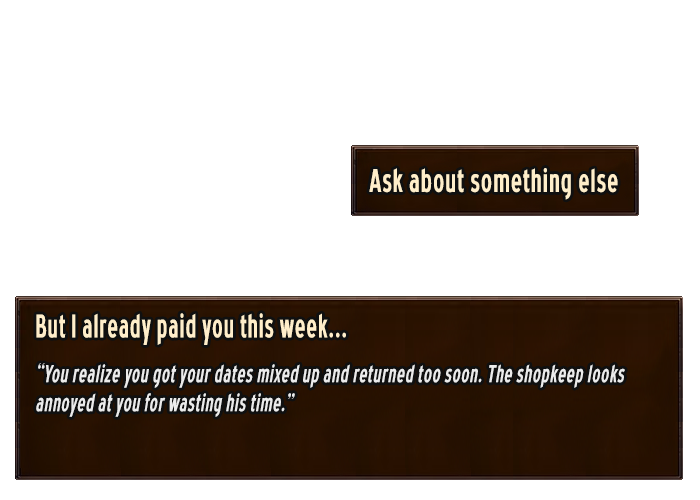 Ask about something else
But I already paid you this week...
“You realize you got your dates mixed up and returned too soon. The shopkeep looks
annoyed at you for wasting his time.”